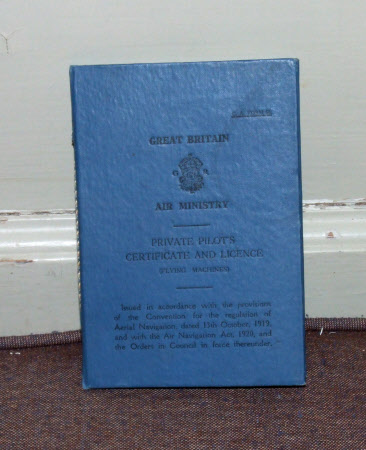 GREAT BRITAIN
AIR MINISTRY
PRIVATE PILOT'S
CERTIFICATE AND LICENCE
(FLYING MACHINES)
Issued in accordance with the provisions
of the Convention for the regulation of
Aerial Navigation, dated 13th October, 1919,
and with the Air Navigation Act, 1920, and
the Orders in Council in force thereunder.